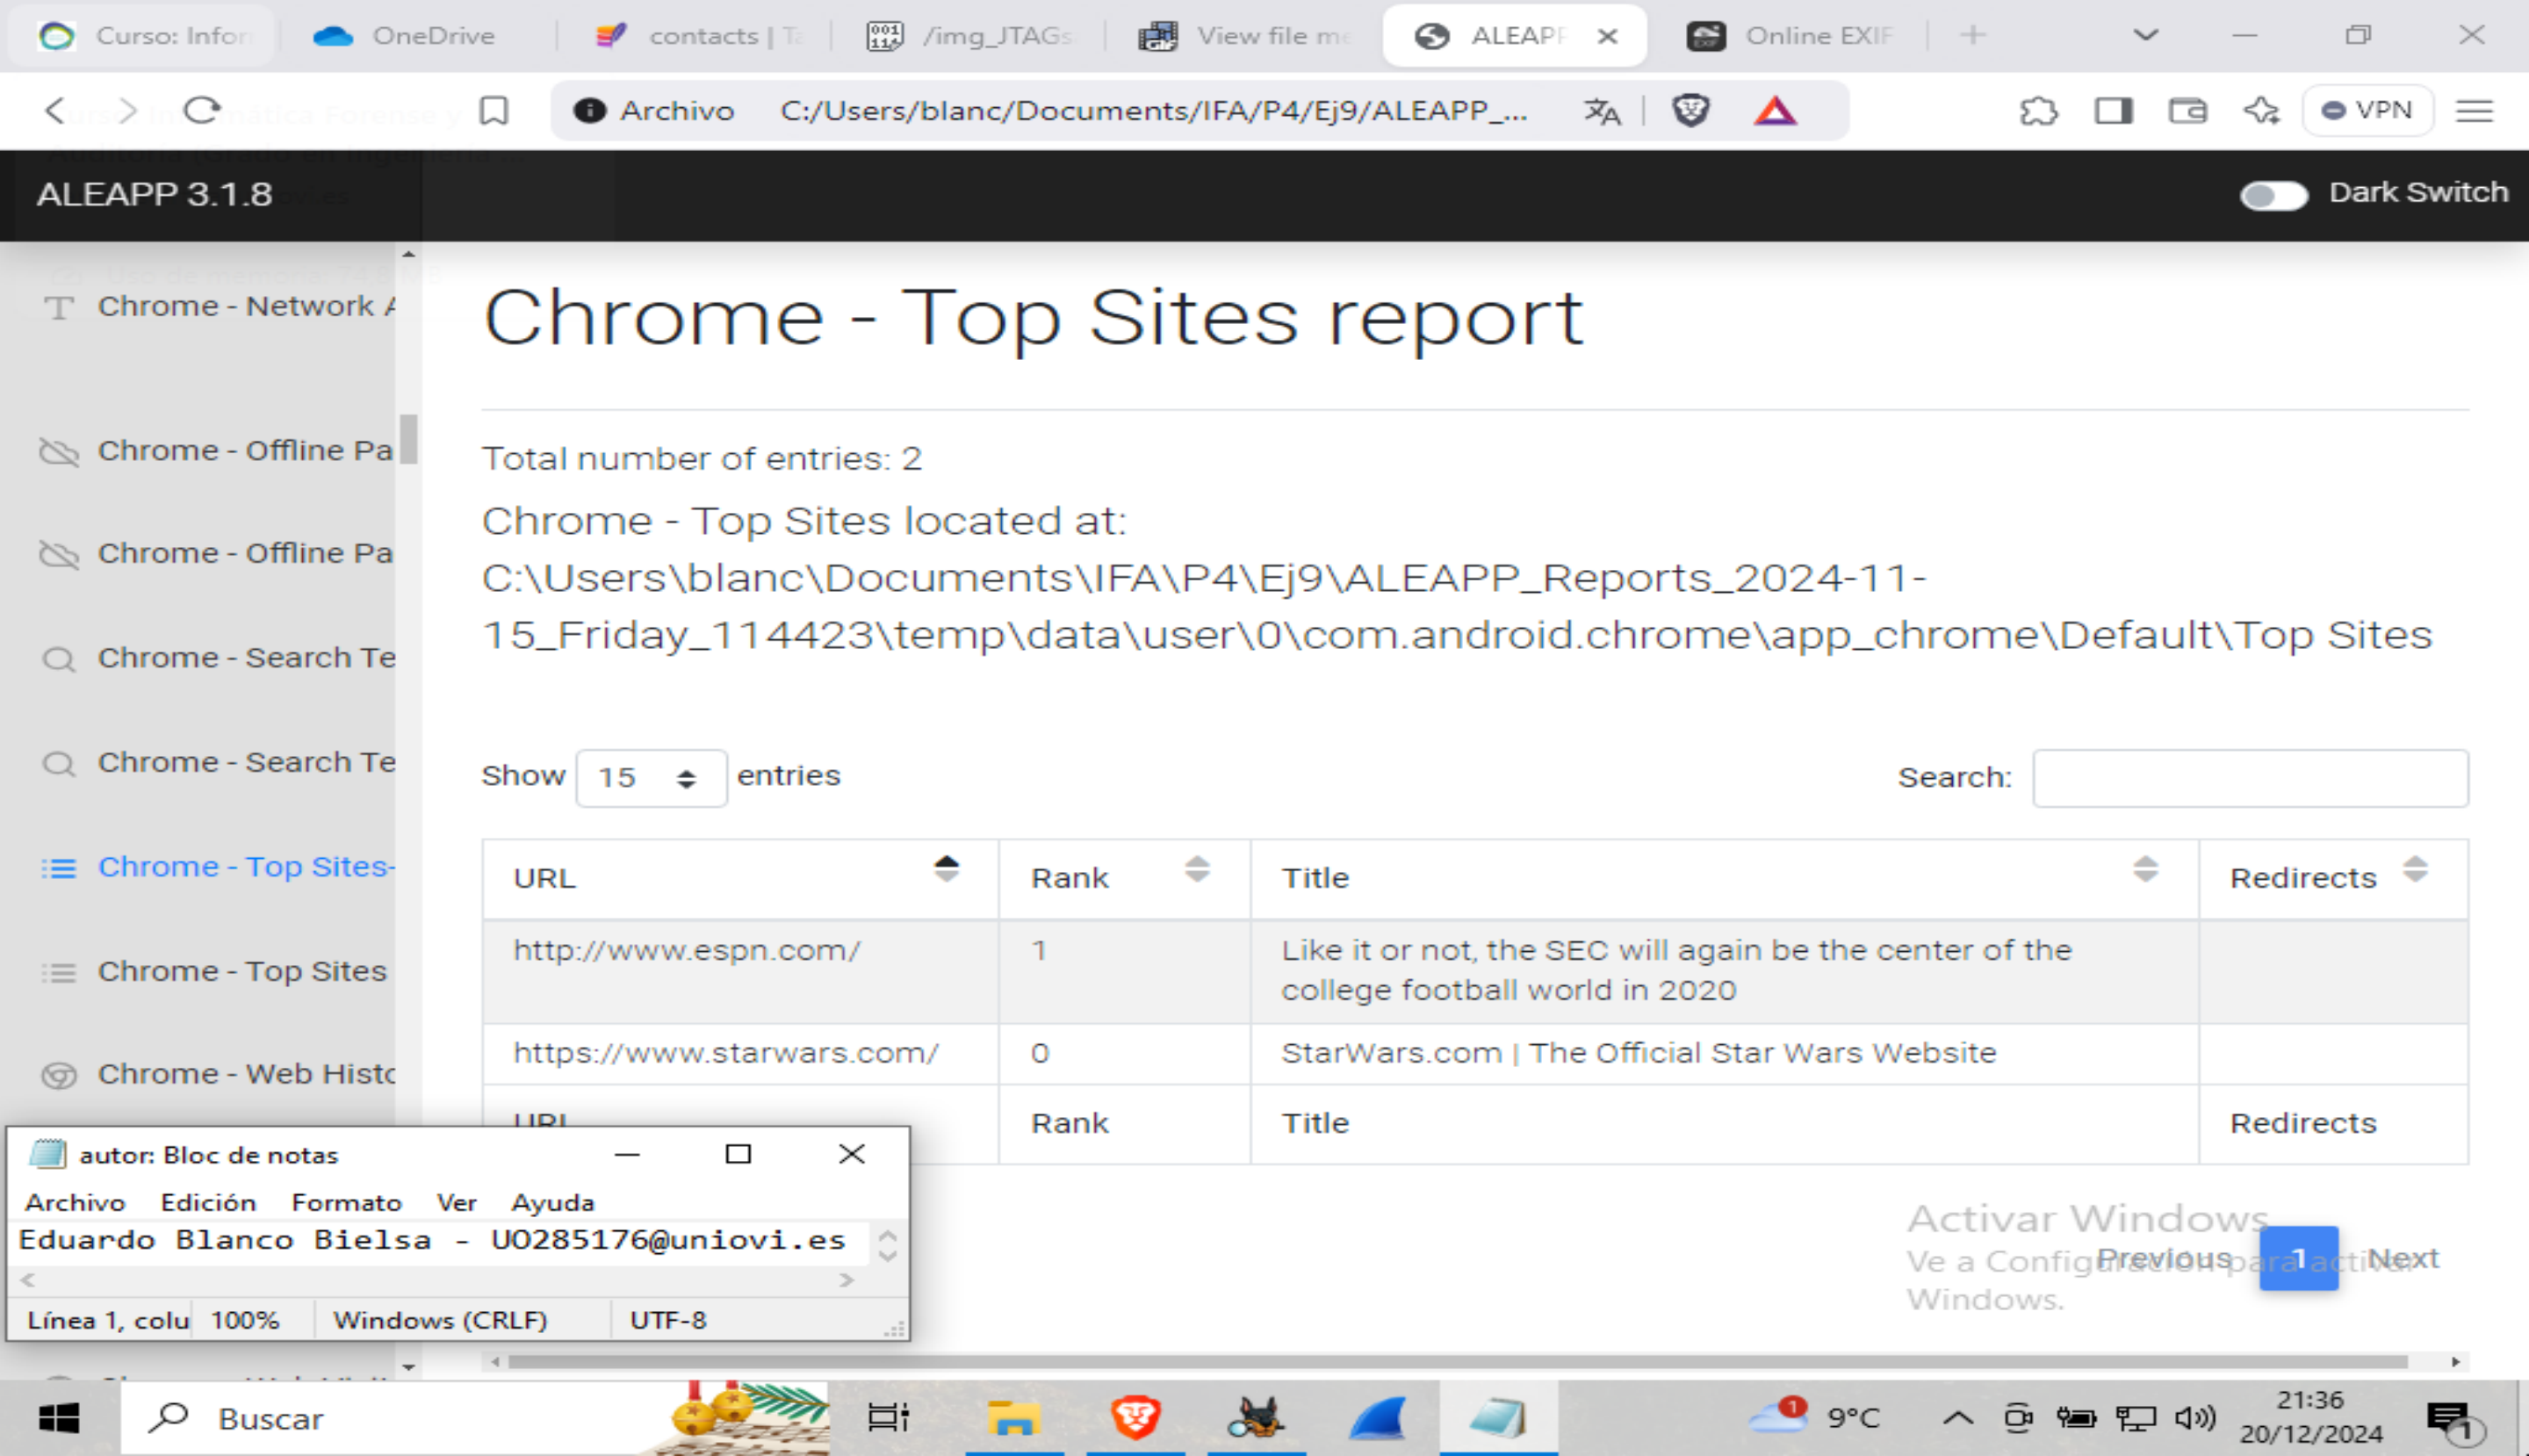 Curso: Infor
OneDrive
contacts | Ta
/img_JTAGs
View file me
ALEAPP
Online EXIF
Archivo C:/Users/blanc/Documents/IFA/P4/Ej9/ALEAPP_...
VPN
ALEAPP 3.1.8
Dark Switch
Chrome - Network A
Chrome - Offline Pa
Chrome - Offline Pa
Chrome - Search Te
Chrome - Search Te
Chrome - Top Sites-
Chrome - Top Sites
Chrome - Web Histo
Chrome - Top Sites report
Total number of entries: 2
Chrome - Top Sites located at:
C:\Users\blanc\Documents\IFA\P4\Ej9\ALEAPP_Reports_2024-11-
15_Friday_114423\temp\data\user\0\com.android.chrome\app_chrome\Default\Top Sites
Show 15 entries
Search:
URL Rank Title Redirects
http://www.espn.com/ 1 Like it or not, the SEC will again be the center of the
college football world in 2020
https://www.starwars.com/ 0 StarWars.com | The Official Star Wars Website
URL Rank Title Redirects
autor: Bloc de notas
Archivo Edición Formato Ver Ayuda
Eduardo Blanco Bielsa - UO285176@uniovi.es
Línea 1, colu 100% Windows (CRLF) UTF-8
Previous 1 Next
Activar Windows
Ve a Configuración para activar
Windows.
Buscar
1
9°C
21:36
20/12/2024
1